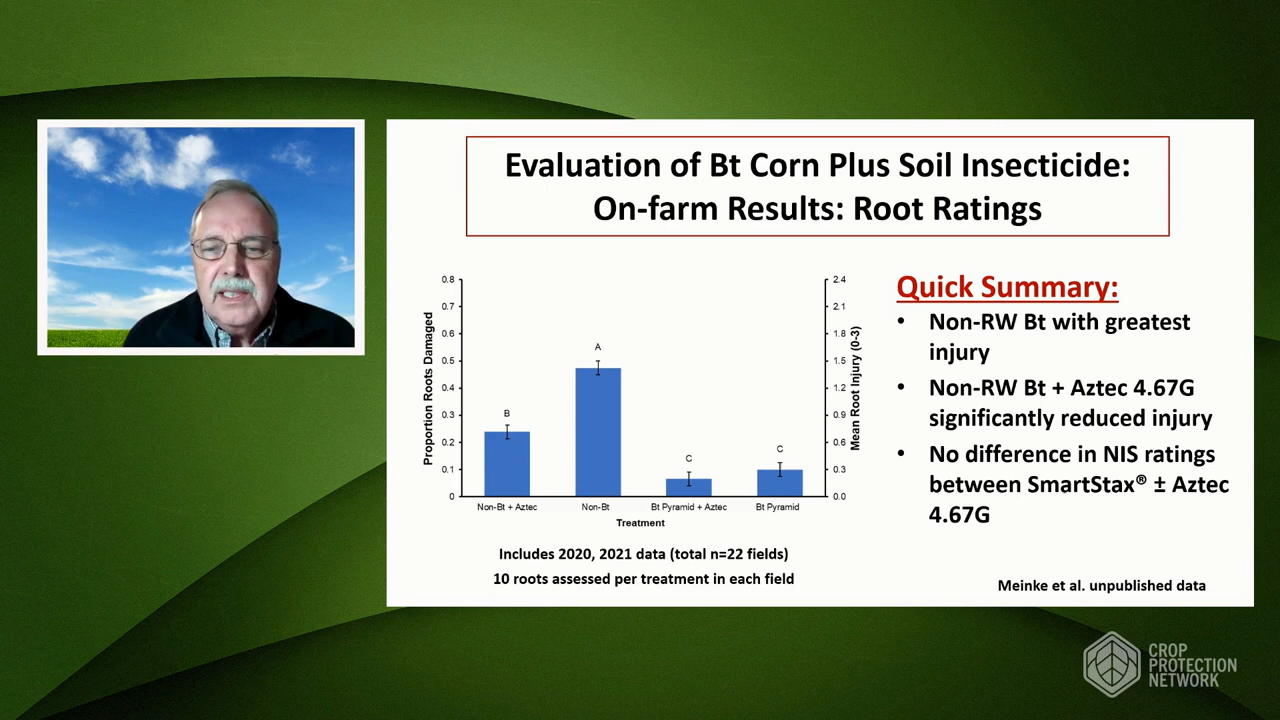 Evaluation of Bt Corn Plus Soil Insecticide:
On-farm Results: Root Ratings
Proportion Roots Damaged
0.8
0.7
0.6
0.5
0.4
0.3
0.2
0.1
0
B
A
C
C
2.4
2.1
1.8
1.5
1.2
0.9
0.6
0.3
0.0
Mean Root Injury (0-3)
Non-Bt + Aztec
Non-Bt
Bt Pyramid + Aztec
Bt Pyramid
Treatment
Includes 2020, 2021 data (total n=22 fields)
10 roots assessed per treatment in each field
Quick Summary:
• Non-RW Bt with greatest
injury
• Non-RW Bt + Aztec 4.67G
significantly reduced injury
• No difference in NIS ratings
between SmartStax® ± Aztec
4.67G
Meinke et al. unpublished data
CROP
PROTECTION
NETWORK